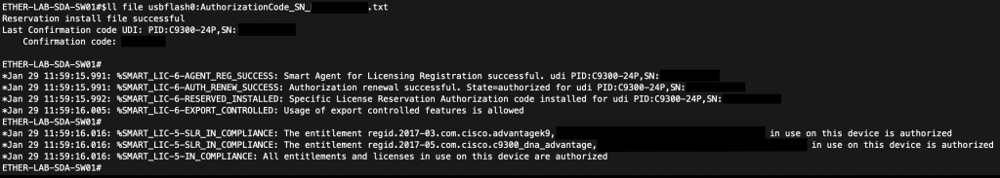 ETHER-LAB-SDA-SW01#$ll file usbflash0:AuthorizationCode_SN_ .txt
Reservation install file successful
Last Confirmation code UDI: PID:C9300-24P,SN:
Confirmation code:
ETHER-LAB-SDA-SW01#
*Jan 29 11:59:15.991: %SMART_LIC-6-AGENT_REG_SUCCESS: Smart Agent for Licensing Registration successful. udi PID:C9300-24P,SN:
*Jan 29 11:59:15.991: %SMART_LIC-6-AUTH_RENEW_SUCCESS: Authorization renewal successful. State=authorized for udi PID:C9300-24P,SN:
*Jan 29 11:59:15.992: %SMART_LIC-6-RESERVED_INSTALLED: Specific License Reservation Authorization code installed for udi PID:C9300-24P,SN:
*Jan 29 11:59:16.005: %SMART_LIC-6-EXPORT_CONTROLLED: Usage of export controlled features is allowed
ETHER-LAB-SDA-SW01#
*Jan 29 11:59:16.016: %SMART_LIC-5-SLR_IN_COMPLIANCE: The entitlement regid.2017-03.com.cisco.advantagek9, in use on this device is authorized
*Jan 29 11:59:16.016: %SMART_LIC-5-SLR_IN_COMPLIANCE: The entitlement regid.2017-05.com.cisco.c9300_dna_advantage, in use on this device is authorized
*Jan 29 11:59:16.016: %SMART_LIC-5-IN_COMPLIANCE: All entitlements and licenses in use on this device are authorized
ETHER-LAB-SDA-SW01#